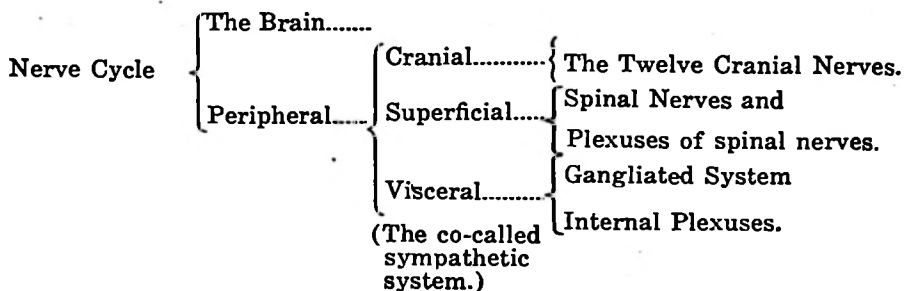 The Brain.......
Cranial...........
Nerve Cycle
The Twelve Cranial Nerves.
Spinal Nerves and
Peripheral.....
Superficial.....
Plexuses of spinal nerves.
Gangliated System
Visceral..........
Internal Plexuses.
(The co-called
sympathetic
system.)